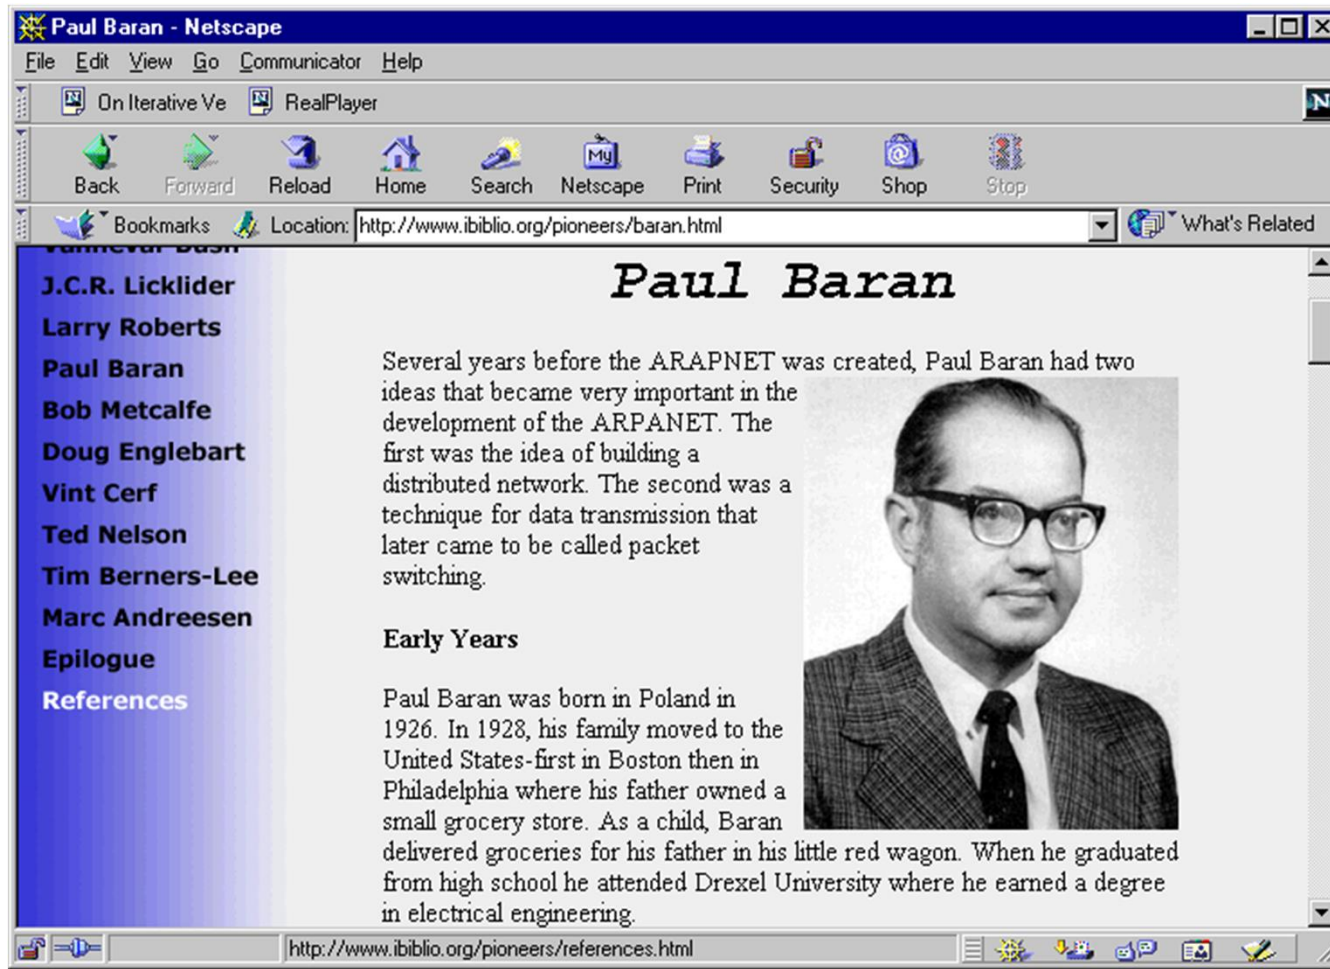 Paul Baran - Netscape
File Edit View Go Communicator Help
On Iterative Ve RealPlayer
N
Back Forward Reload Home Search Netscape Print Security Shop Stop
My
Bookmarks Location: http://www.ibiblio.org/pioneers/baran.html What's Related
Vannevar Bush
J.C.R. Licklider
Larry Roberts
Paul Baran
Bob Metcalfe
Doug Englebart
Vint Cerf
Ted Nelson
Tim Berners-Lee
Marc Andreesen
Epilogue
References
Paul Baran
Several years before the ARAPNET was created, Paul Baran had two
ideas that became very important in the
development of the ARPANET. The
first was the idea of building a
distributed network. The second was a
technique for data transmission that
later came to be called packet
switching.
Early Years
Paul Baran was born in Poland in
1926. In 1928, his family moved to the
United States-first in Boston then in
Philadelphia where his father owned a
small grocery store. As a child, Baran
delivered groceries for his father in his little red wagon. When he graduated
from high school he attended Drexel University where he earned a degree
in electrical engineering.
http://www.ibiblio.org/pioneers/references.html